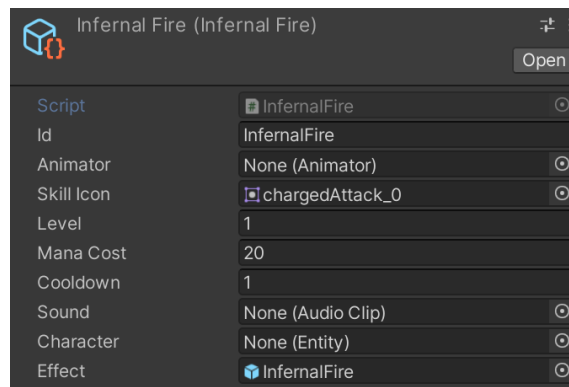 Infernal Fire (Infernal Fire)
Open
Script InfernalFire
Id InfernalFire
Animator None (Animator)
Skill Icon chargedAttack_0
Level 1
Mana Cost 20
Cooldown 1
Sound None (Audio Clip)
Character None (Entity)
Effect InfernalFire